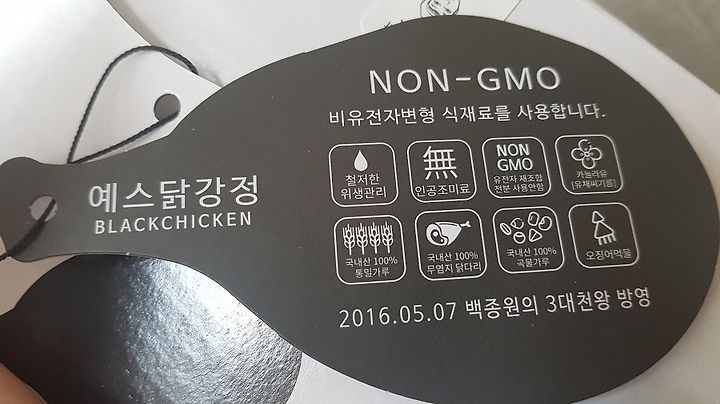 NON-GMO
비유전자변형 식재료를 사용합니다.
예스닭강정
BLACKCHICKEN
철저한
위생관리
無
인공조미료
NON
GMO
유전자 재조합
전분 사용안함
카놀라유
[유채씨기름]
국내산 100%
통밀가루
국내산 100%
무염지 닭다리
국내산 100%
곡물가루
오징어먹물
2016.05.07 백종원의 3대천왕 방영